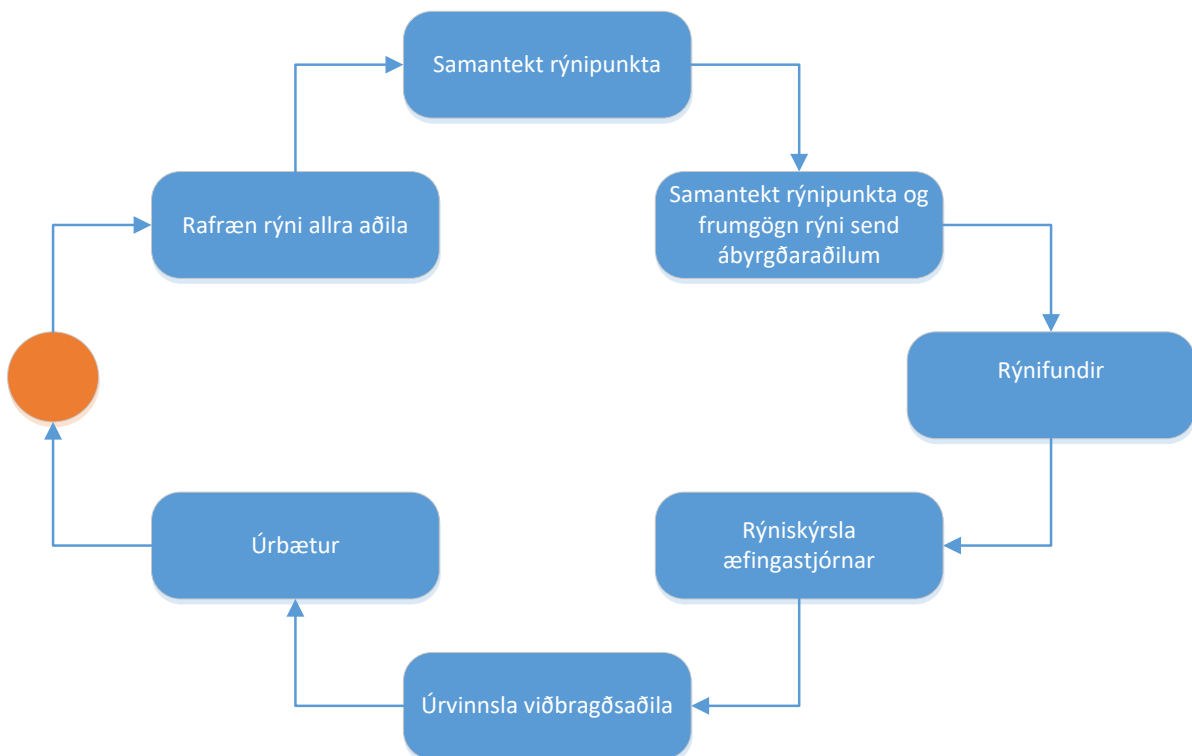 Samantekt rýnipunkta
Rafræn rýni allra aðila
Samantekt rýnipunkta og
frumgögn rýni send
ábyrgðaraðilum
Rýnifundir
Rýniskýrsla
æfingastjórnar
Úrbætur
Úrvinnsla viðbragðsaðila